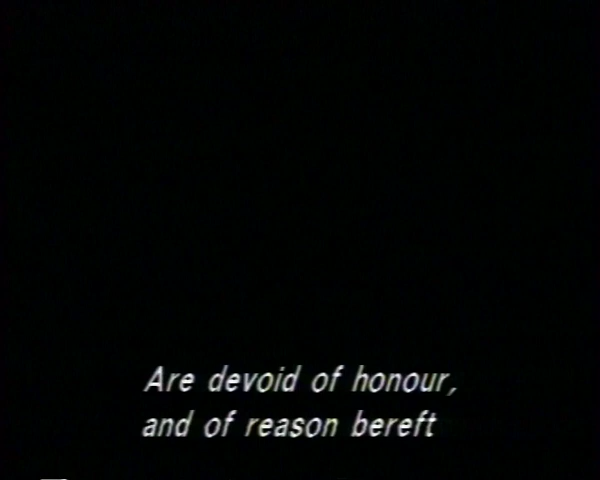 Are devoid of honour,
and of reason bereft